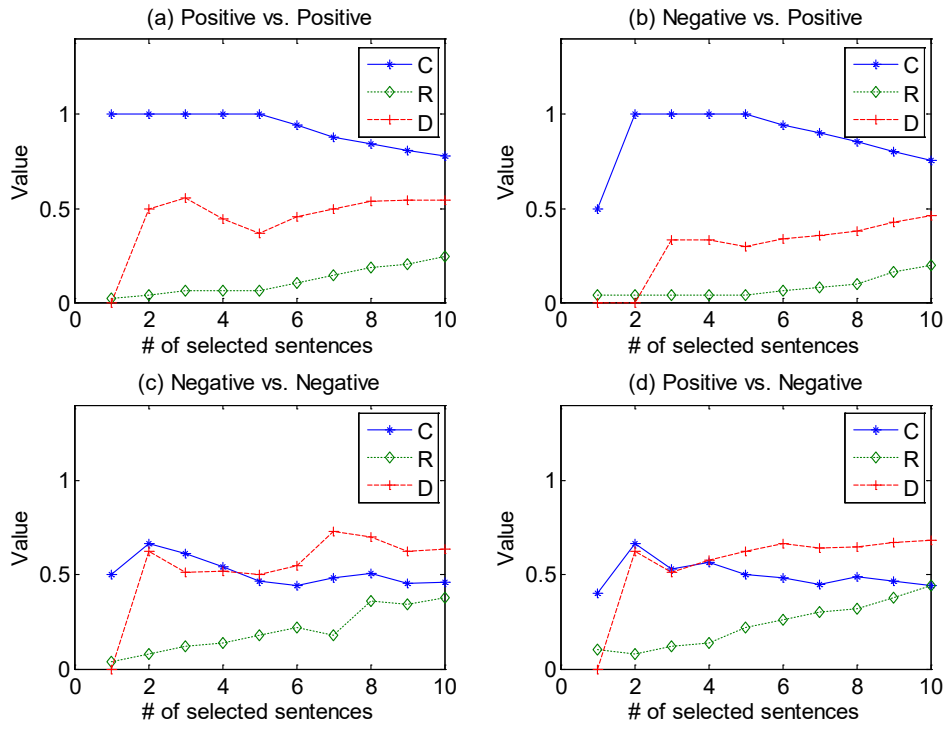 (a) Positive vs. Positive
Value
1
0.5
0
0 2 4 6 8 10
# of selected sentences
C
R
D
(b) Negative vs. Positive
Value
1
0.5
0
0 2 4 6 8 10
# of selected sentences
C
R
D
(c) Negative vs. Negative
Value
1
0.5
0
0 2 4 6 8 10
# of selected sentences
C
R
D
(d) Positive vs. Negative
Value
1
0.5
0
0 2 4 6 8 10
# of selected sentences
C
R
D